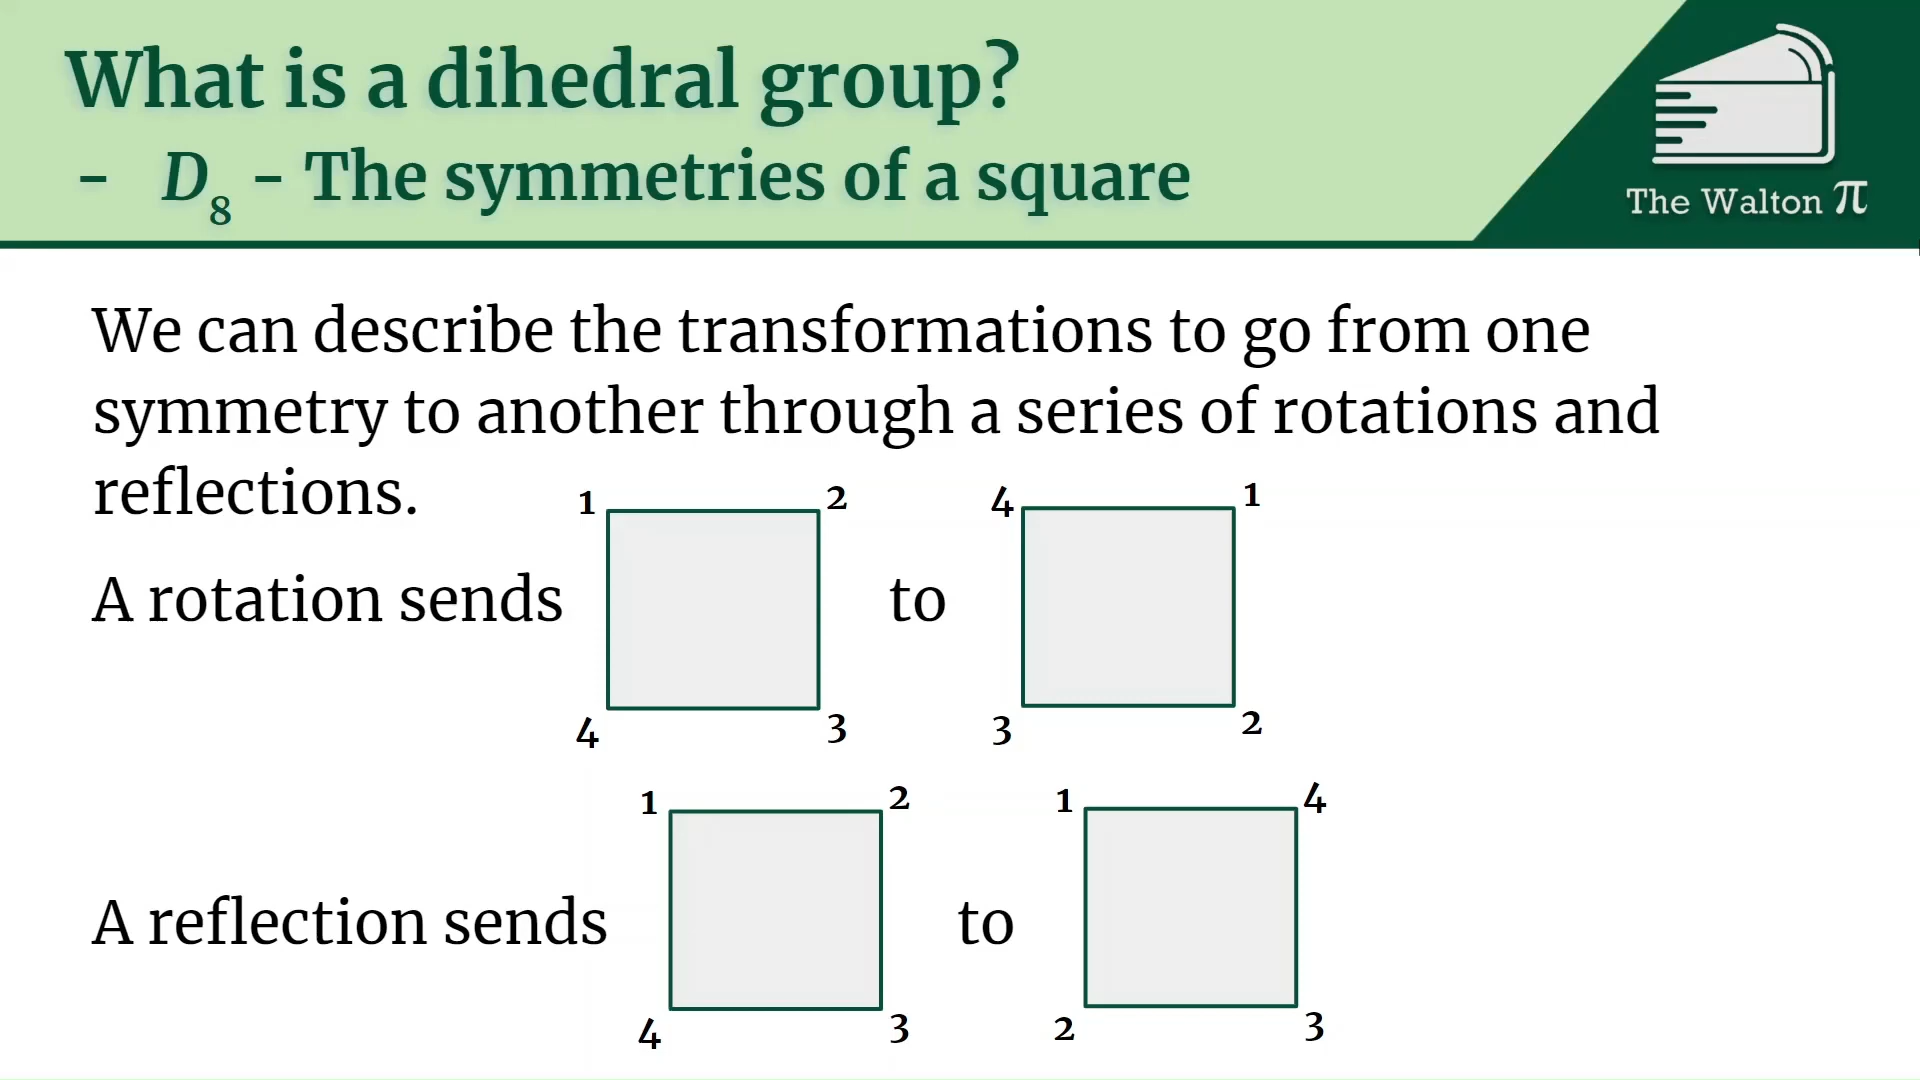 What is a dihedral group?
- D8 - The symmetries of a square
The Walton π
We can describe the transformations to go from one
symmetry to another through a series of rotations and
reflections.
1 2 4 1
A rotation sends to
4 3 3 2
1 2 1 4
A reflection sends to
4 3 2 3